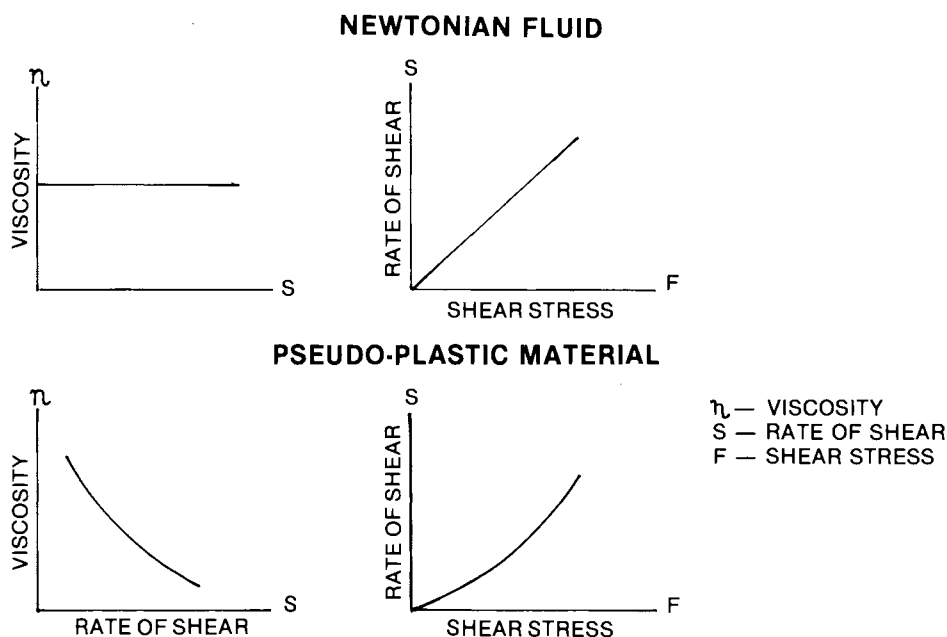 NEWTONIAN FLUID
η
VISCOSITY
S
S
RATE OF SHEAR
F
SHEAR STRESS
PSEUDO-PLASTIC MATERIAL
η
VISCOSITY
S
RATE OF SHEAR
S
RATE OF SHEAR
F
SHEAR STRESS
η — VISCOSITY
S — RATE OF SHEAR
F — SHEAR STRESS